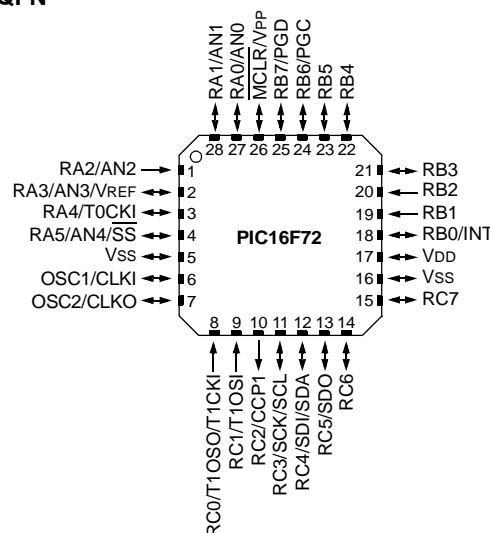 RA1/AN1
RA0/AN0
MCLR/VPP
RB7/PGD
RB6/PGC
RB5
RB4
28 27 26 25 24 23 22
RA2/AN2 1
RA3/AN3/VREF 2
RA4/T0CKI 3
RA5/AN4/SS 4
VSS 5
OSC1/CLKI 6
OSC2/CLKO 7
PIC16F72
21 RB3
20 RB2
19 RB1
18 RB0/INT
17 VDD
16 VSS
15 RC7
8 9 10 11 12 13 14
RC0/T1OSO/T1CKI
RC1/T1OSI
RC2/CCP1
RC3/SCK/SCL
RC4/SDI/SDA
RC5/SDO
RC6